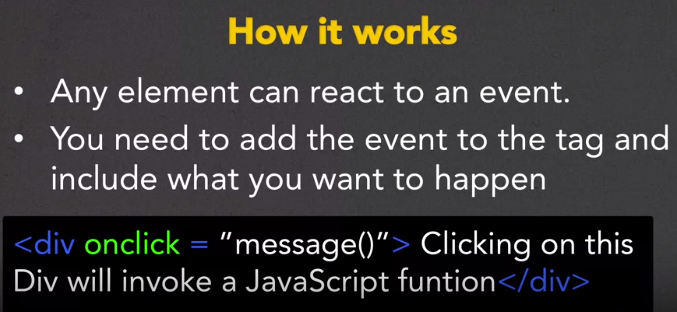 How it works
• Any element can react to an event.
• You need to add the event to the tag and
include what you want to happen
<div onclick = ”message()”> Clicking on this
Div will invoke a JavaScript funtion</div>